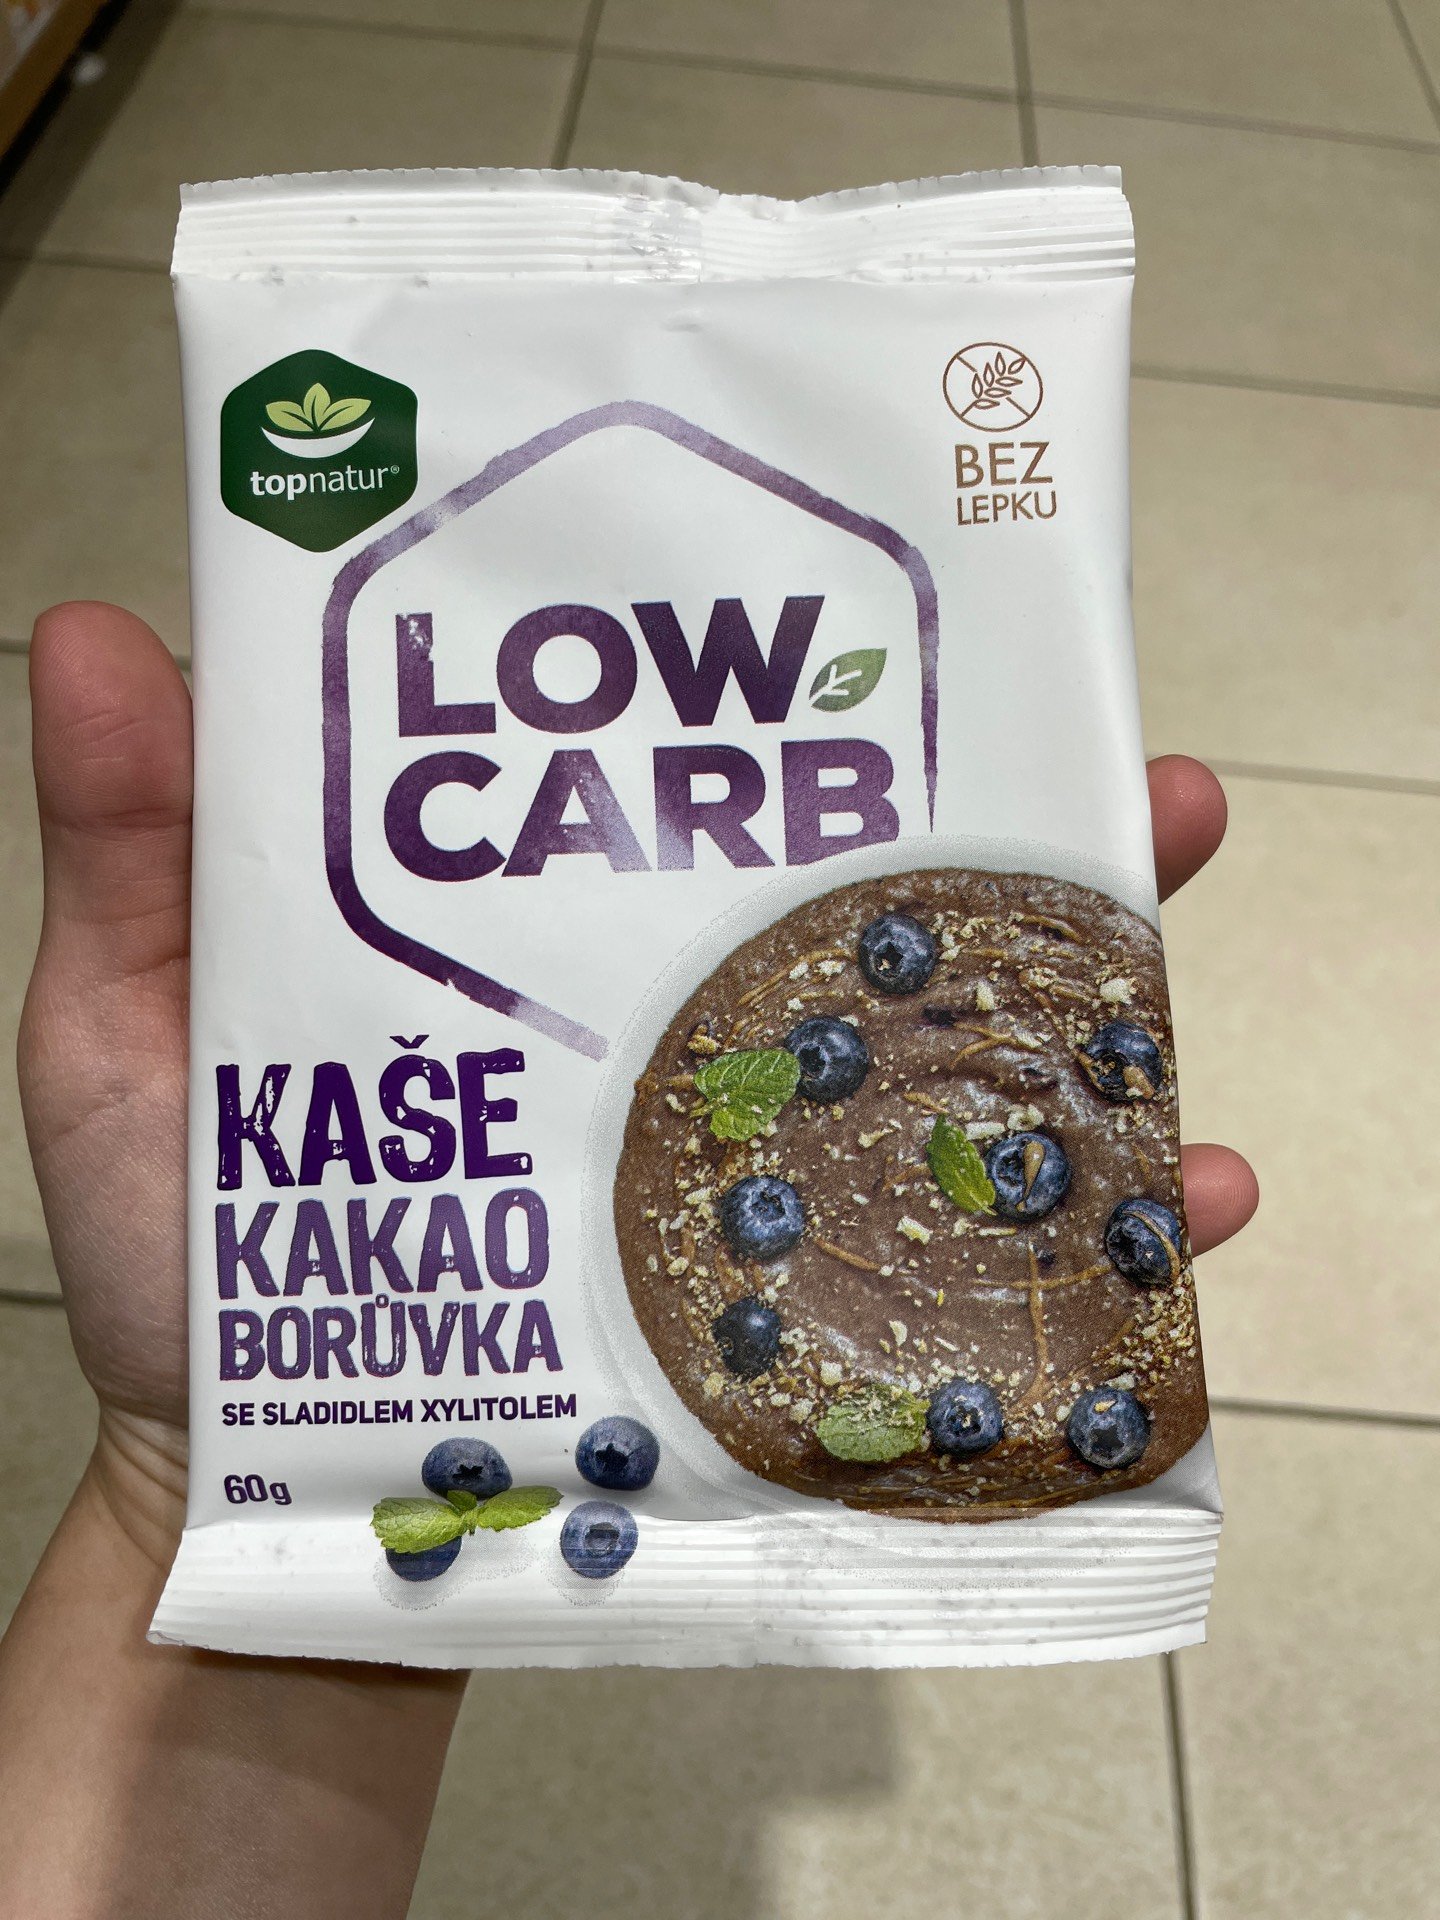 topnatur®
BEZ
LEPKU
LOW
CARB
KAŠE
KAKAO
BORŮVKA
SE SLADIDLEM XYLITOLEM
60g